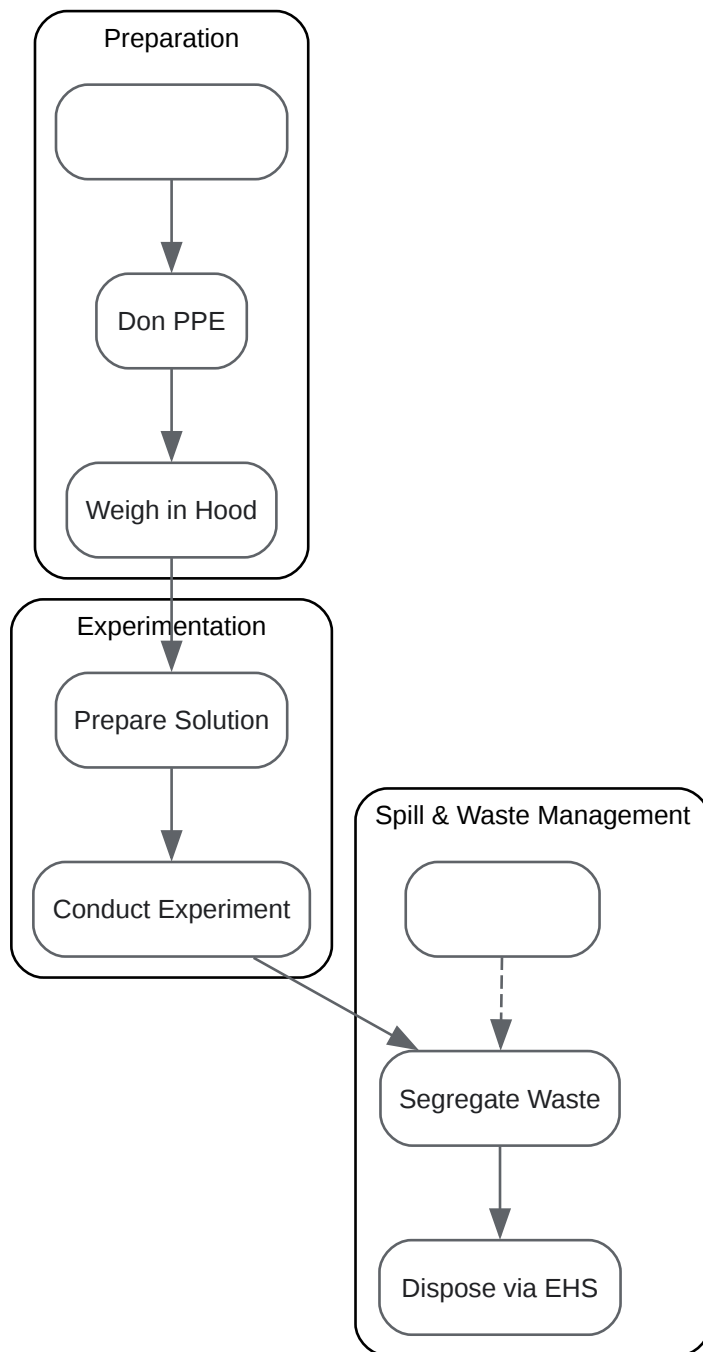 Preparation
Don PPE
Weigh in Hood
Experimentation
Prepare Solution
Conduct Experiment
Spill & Waste Management
Segregate Waste
Dispose via EHS